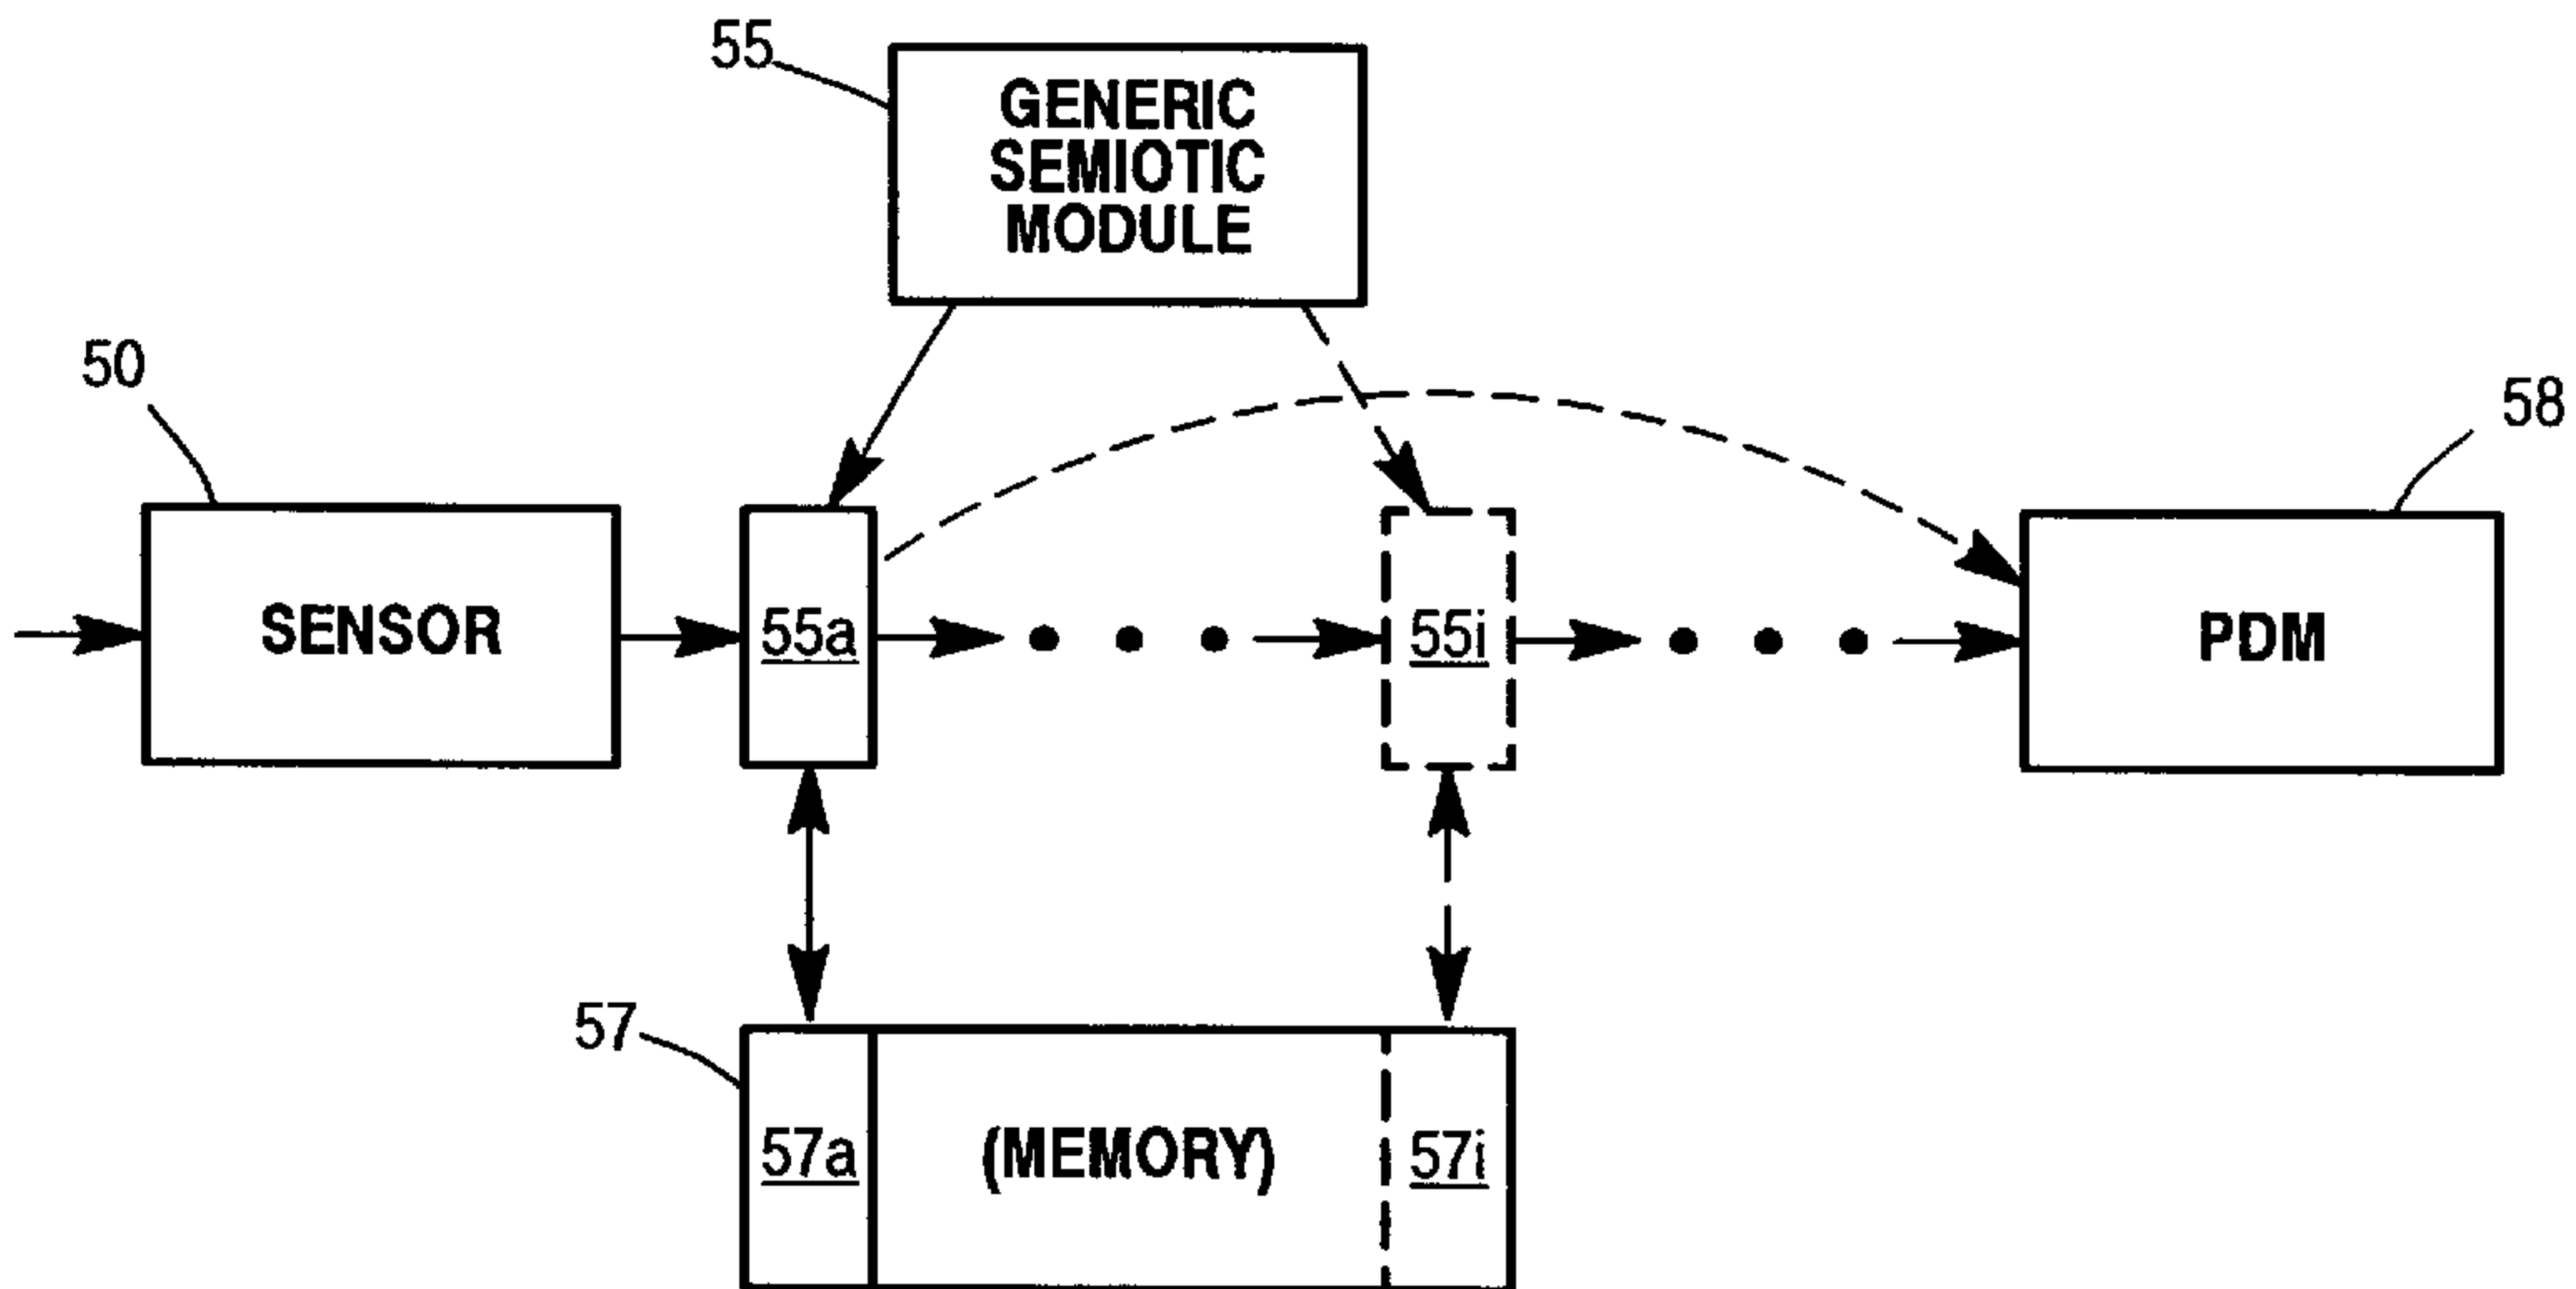 55
GENERIC
SEMIOTIC
MODULE
50
58
SENSOR
55a
55i
PDM
57
57a
(MEMORY)
57i